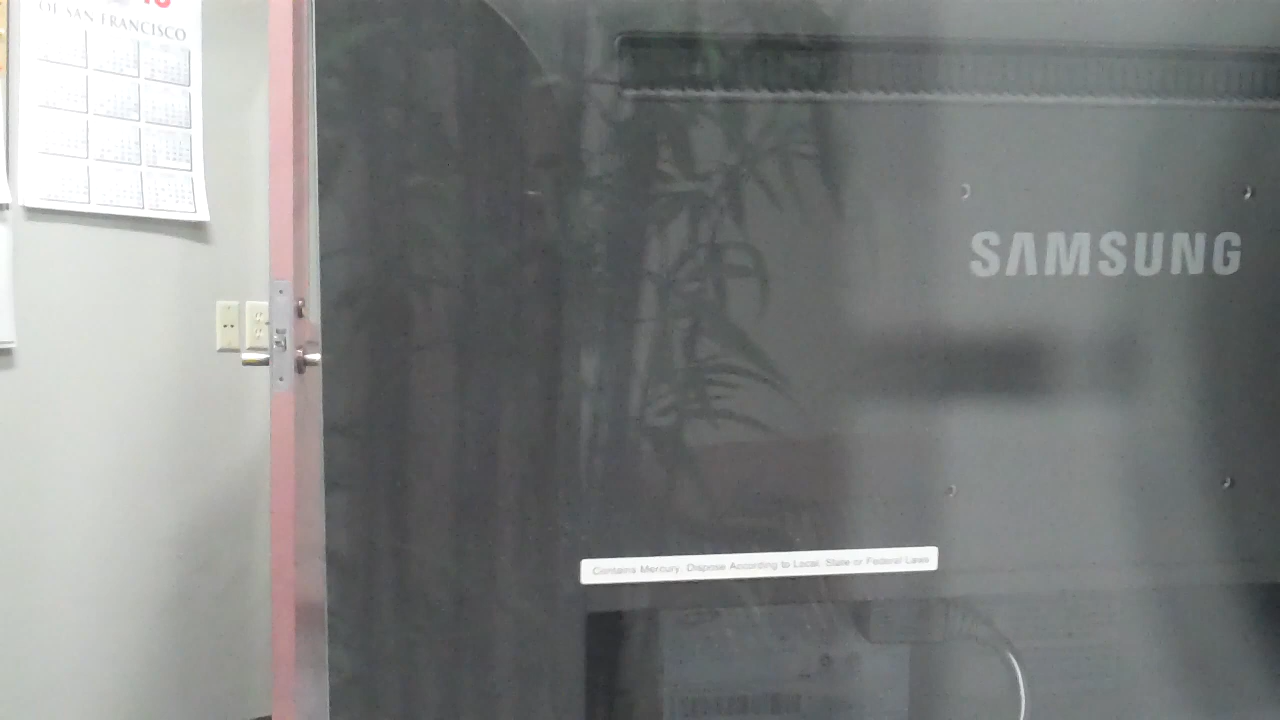 OF SAN FRANCISCO
SAMSUNG
Contains Mercury, Dispose According to Local, State or Federal Laws